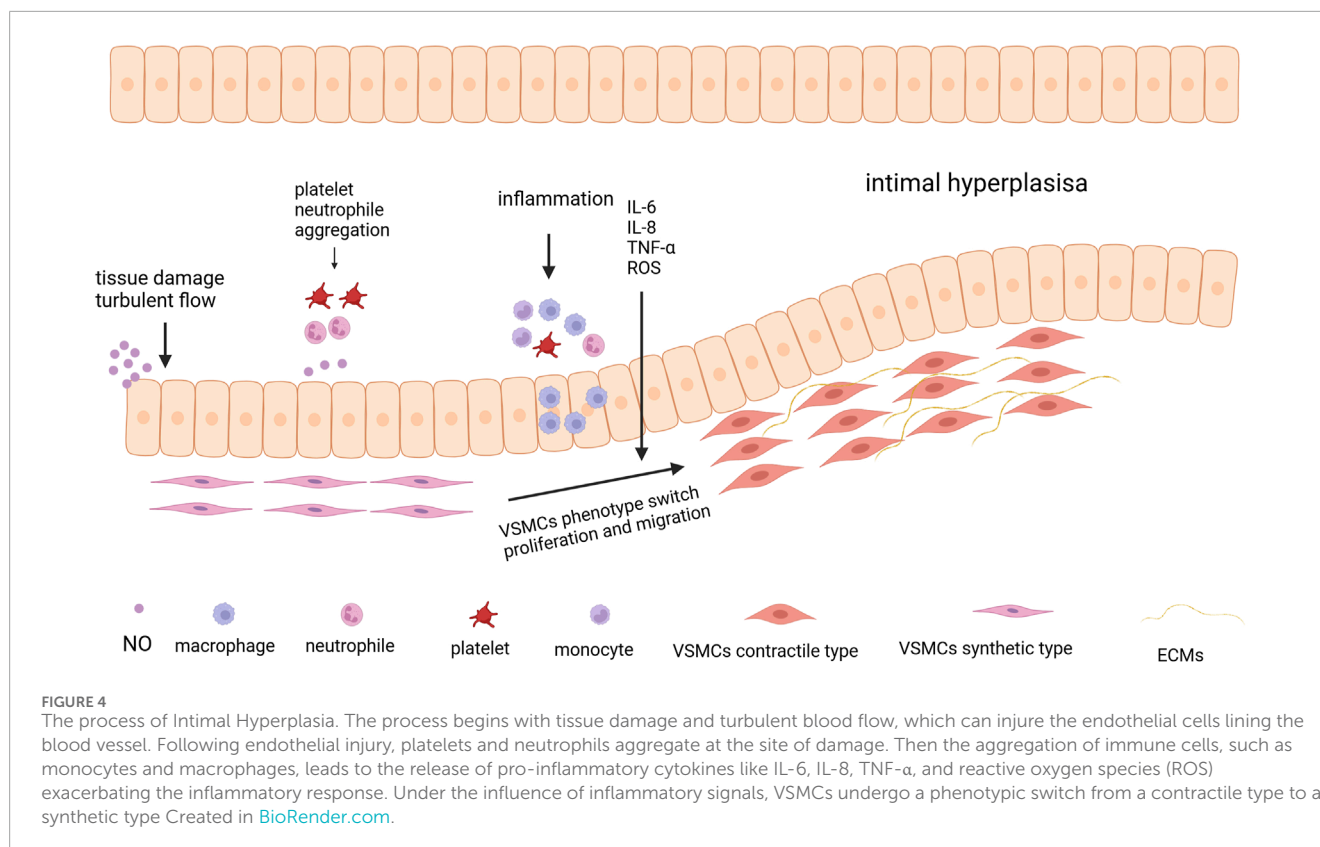 intimal hyperplasisa
platelet
neutrophile
aggregation
inflammation
IL-6
IL-8
TNF-α
ROS
tissue damage
turbulent flow
VSMCs phenotype switch
proliferation and migration
NO
macrophage
neutrophile
platelet
monocyte
VSMCs contractile type
VSMCs synthetic type
ECMs
FIGURE 4
The process of Intimal Hyperplasia. The process begins with tissue damage and turbulent blood flow, which can injure the endothelial cells lining the
blood vessel. Following endothelial injury, platelets and neutrophils aggregate at the site of damage. Then the aggregation of immune cells, such as
monocytes and macrophages, leads to the release of pro-inflammatory cytokines like IL-6, IL-8, TNF-α, and reactive oxygen species (ROS)
exacerbating the inflammatory response. Under the influence of inflammatory signals, VSMCs undergo a phenotypic switch from a contractile type to a
synthetic type Created in BioRender.com.